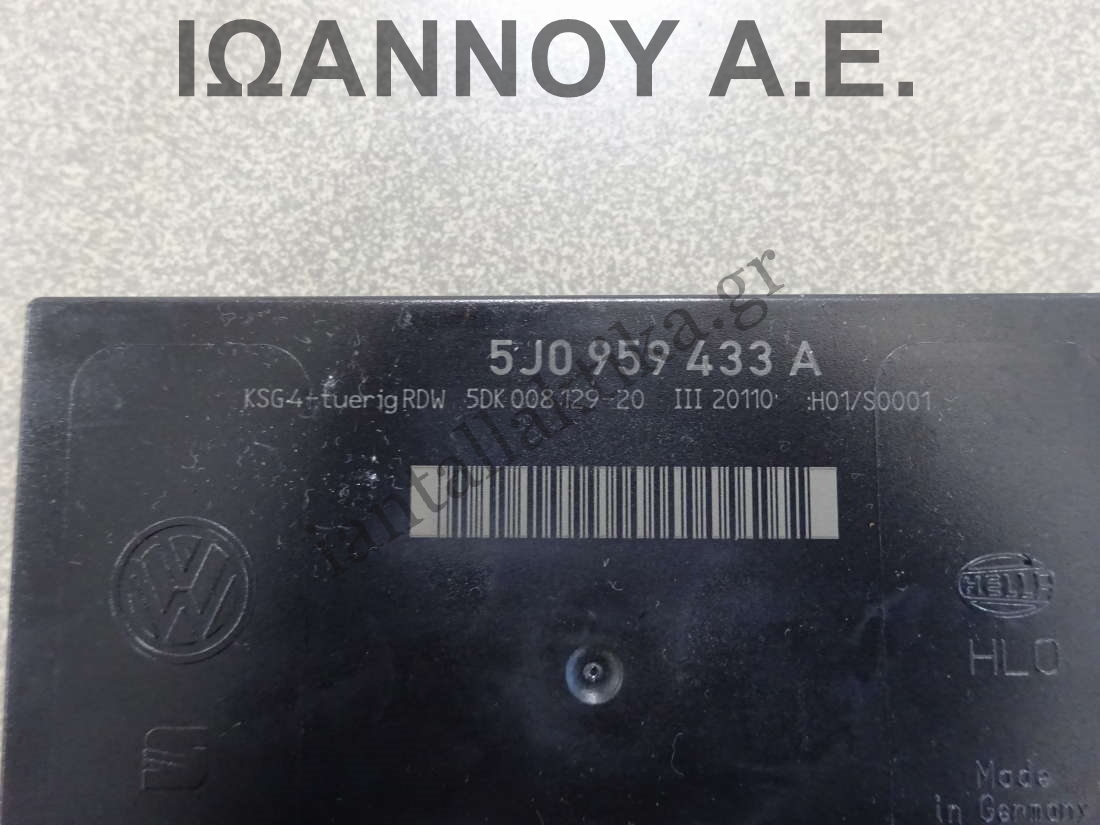 ΙΩΑΝΝΟΥ Α.Ε.
5J0 959 433 A
KSG 4-tuerig RDW 5DK 008 129-20 III 20110 :H01/S0001
HELLA
HLO
Made
in Germany